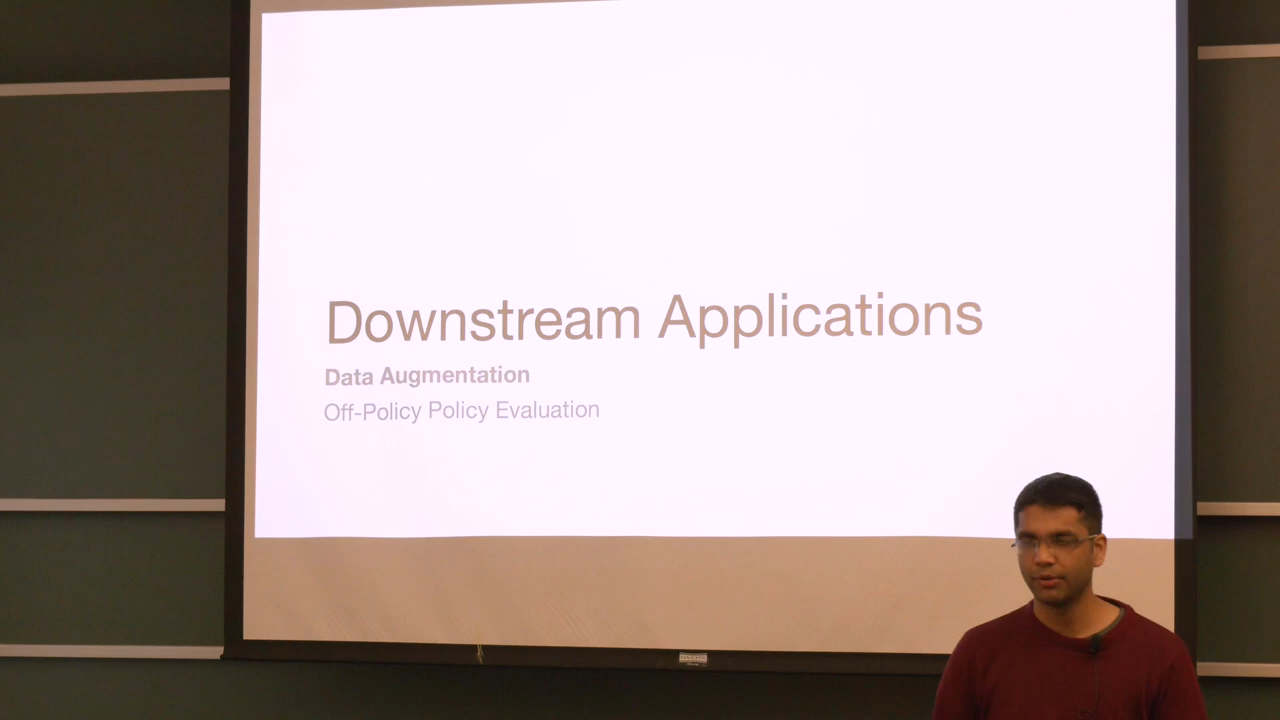 Downstream Applications
Data Augmentation
Off-Policy Policy Evaluation